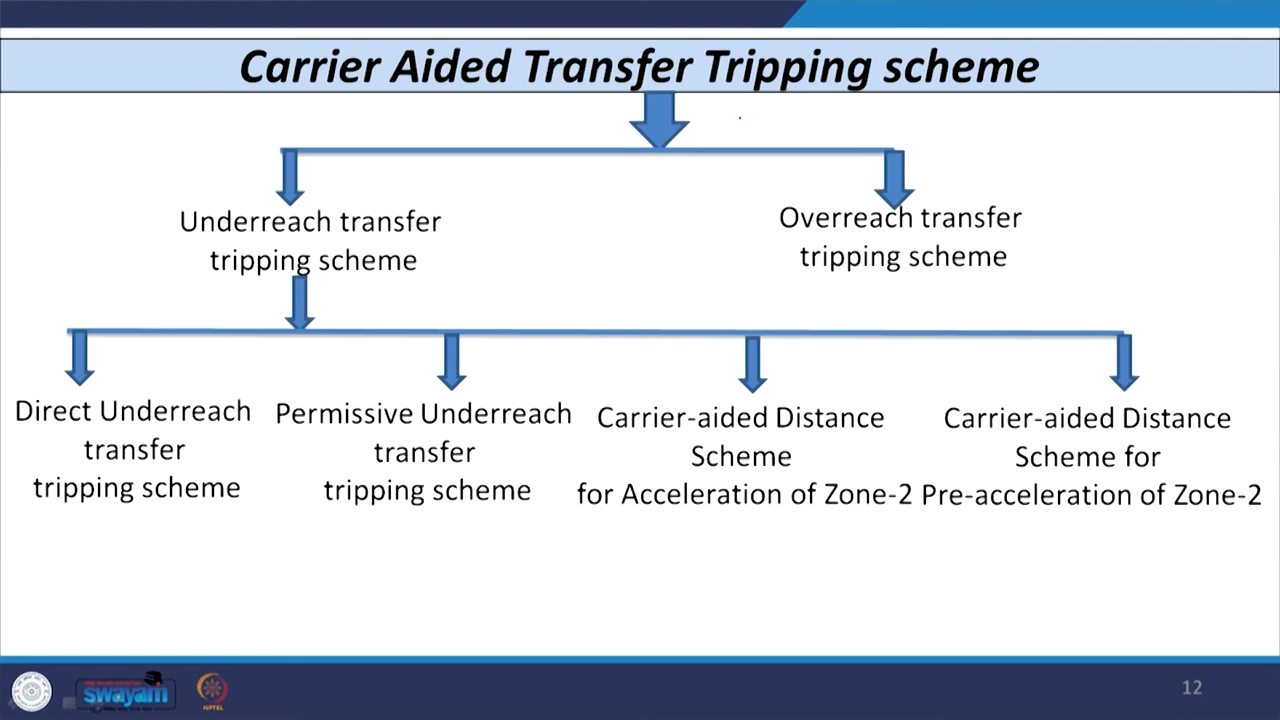 Carrier Aided Transfer Tripping scheme
Underreach transfer
tripping scheme
Overreach transfer
tripping scheme
Direct Underreach
transfer
tripping scheme
Permissive Underreach
transfer
tripping scheme
Carrier-aided Distance
Scheme
for Acceleration of Zone-2
Carrier-aided Distance
Scheme for
Pre-acceleration of Zone-2
swayam
NPTEL
12